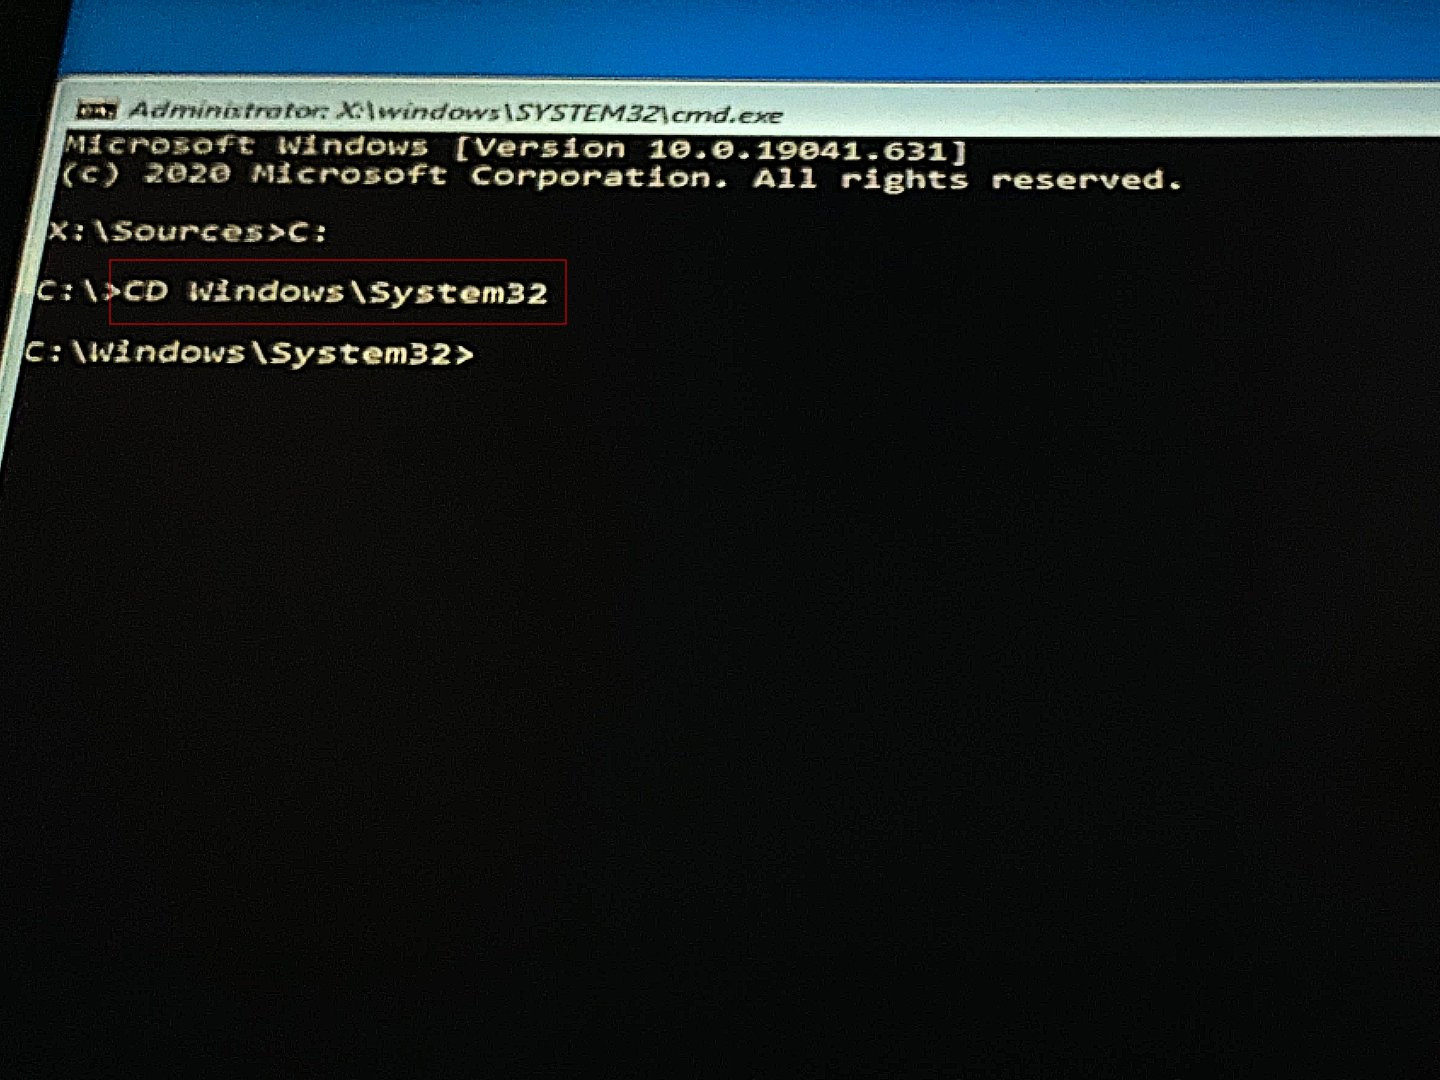 Administrator: X:\windows\SYSTEM32\cmd.exe
Microsoft Windows [Version 10.0.19041.631]
(c) 2020 Microsoft Corporation. All rights reserved.
X:\Sources>C:
C:\>CD Windows\System32
C:\Windows\System32>